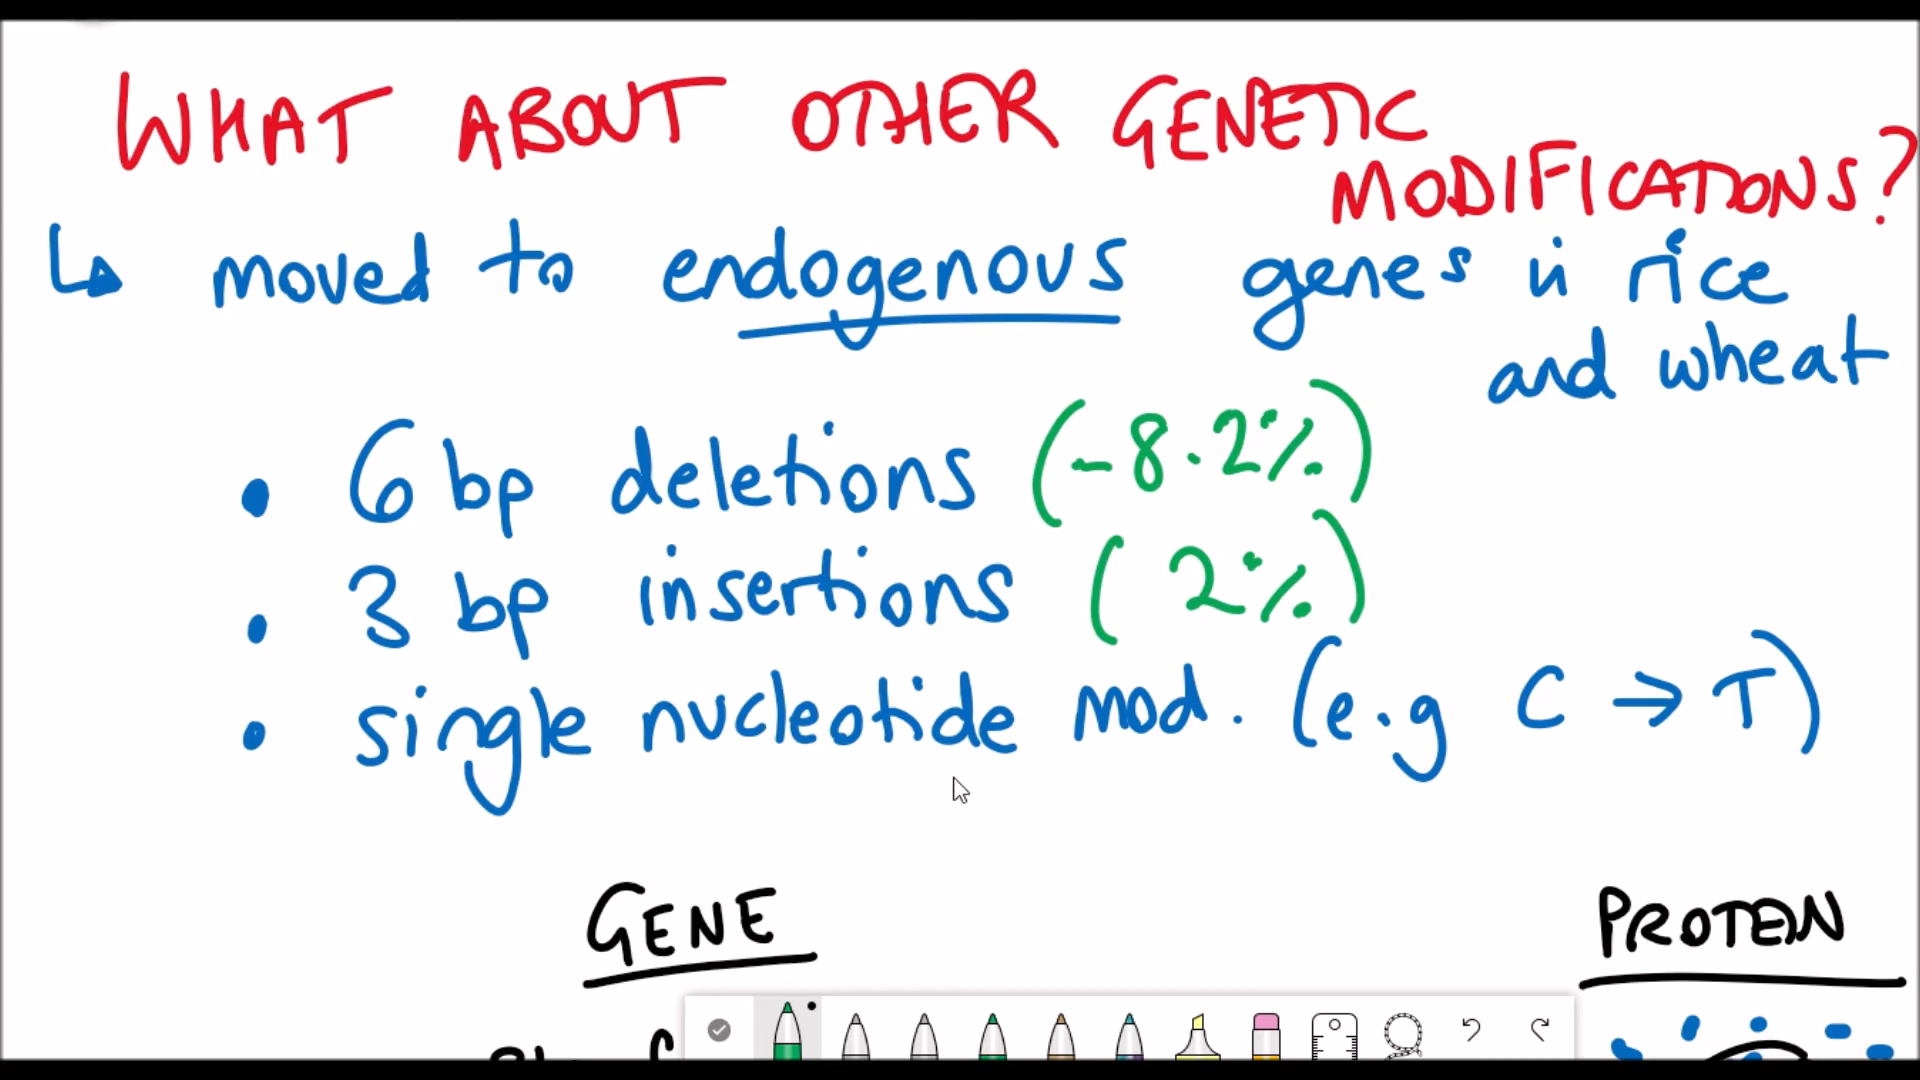 WHAT ABOUT OTHER GENETIC
MODIFICATIONS?
↳ moved to endogenous genes in rice
and wheat
• 6 bp deletions (-8.2%)
• 3 bp insertions (2%)
• single nucleotide mod. (e.g C → T)
GENE
PROTEIN